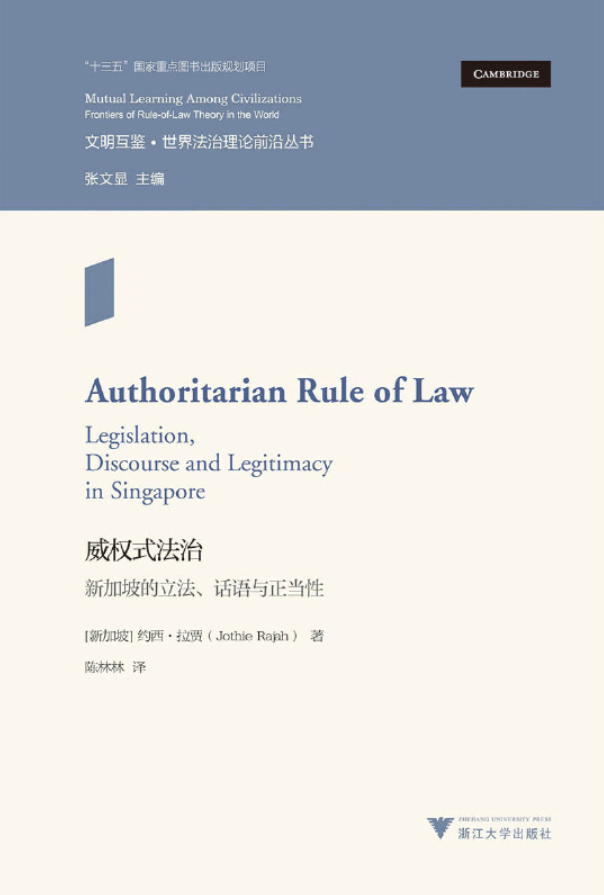 “十三五”国家重点图书出版规划项目
CAMBRIDGE
Mutual Learning Among Civilizations
Frontiers of Rule-of-Law Theory in the World
文明互鉴·世界法治理论前沿丛书
张文显 主编
Authoritarian Rule of Law
Legislation,
Discourse and Legitimacy
in Singapore
威权式法治
新加坡的立法、话语与正当性
[新加坡] 约西·拉贾（Jothie Rajah） 著
陈林林 译
ZHEJIANG UNIVERSITY PRESS
浙江大学出版社